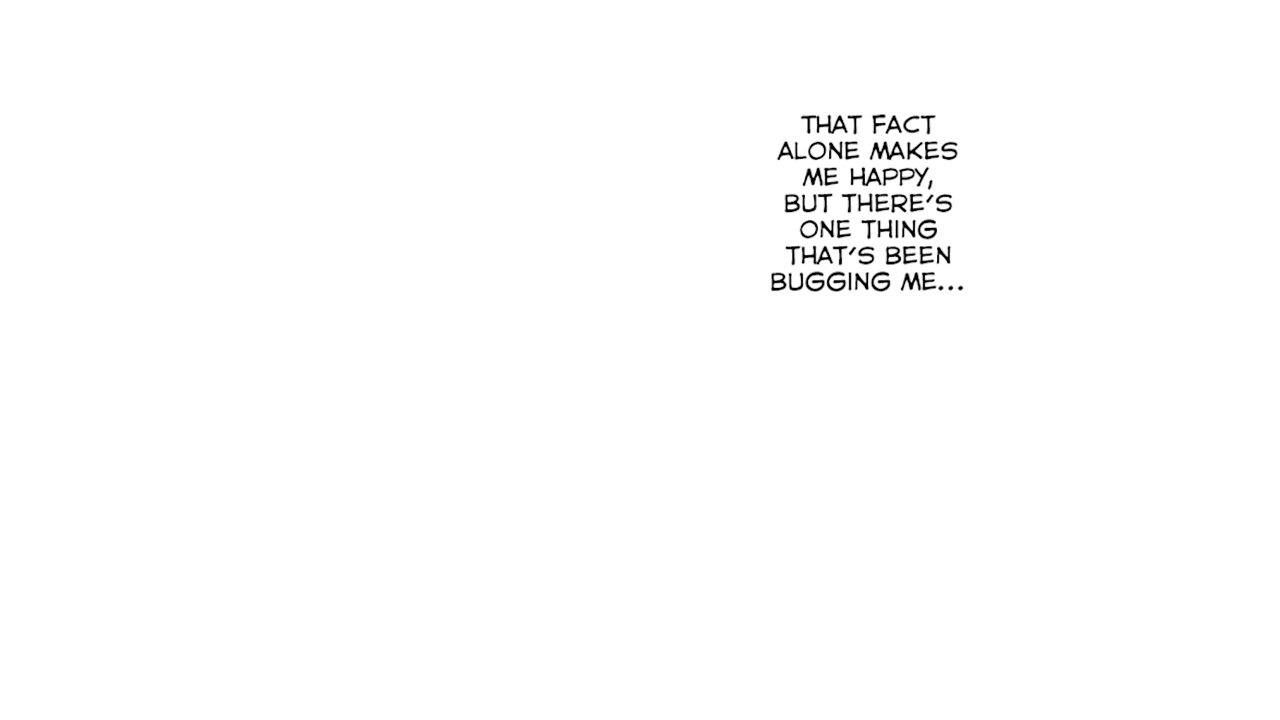 THAT FACT
ALONE MAKES
ME HAPPY,
BUT THERE'S
ONE THING
THAT'S BEEN
BUGGING ME...